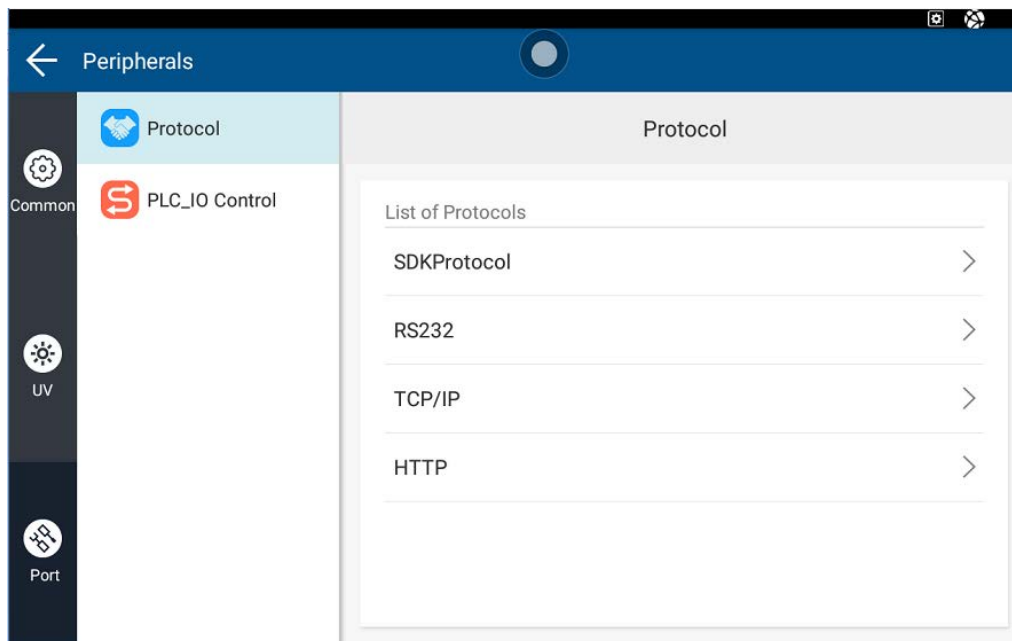 Peripherals
Common
UV
Port
Protocol
PLC_IO Control
Protocol
List of Protocols
SDKProtocol
RS232
TCP/IP
HTTP